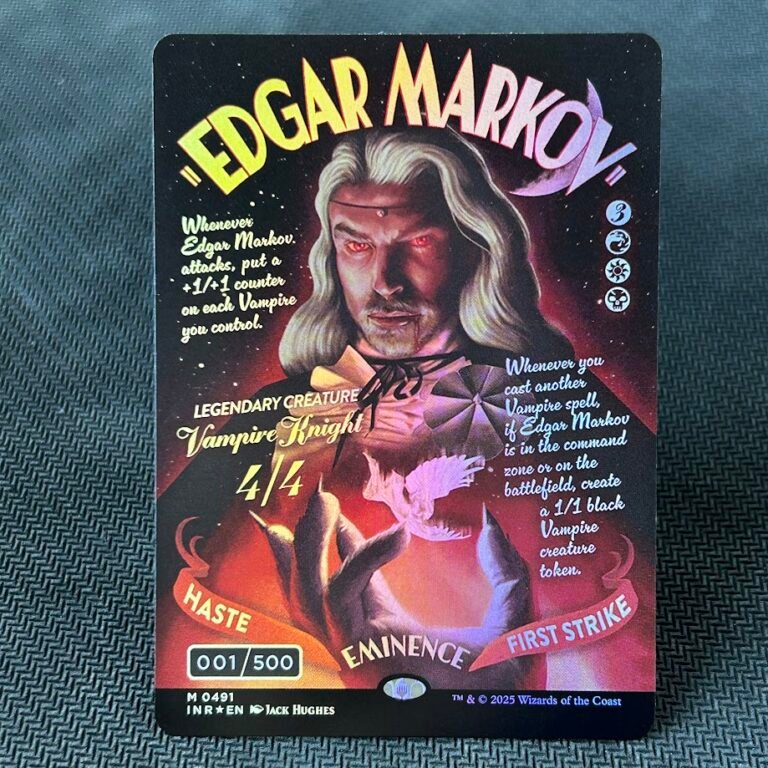 "EDGAR MARKOV"
3
Whenever
Edgar Markov
attacks, put a
+1/+1 counter
on each Vampire
you control.
Whenever you
cast another
Vampire spell,
if Edgar Markov
is in the command
zone or on the
battlefield, create
a 1/1 black
Vampire
creature
token.
LEGENDARY CREATURE
Vampire Knight
4/4
HASTE
EMINENCE
FIRST STRIKE
001/500
M 0491
INR★EN Jack Hughes
™ & © 2025 Wizards of the Coast